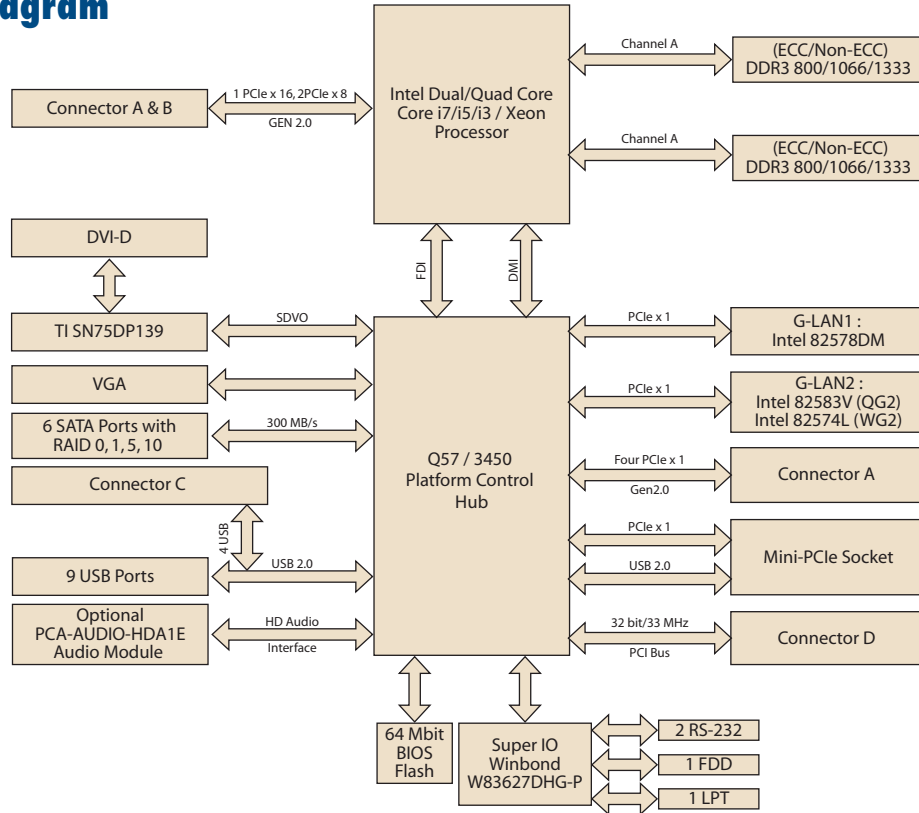 agram
Intel Dual/Quad Core
Core i7/i5/i3 / Xeon
Processor
Channel A
(ECC/Non-ECC)
DDR3 800/1066/1333
Connector A & B
1 PCIe x 16, 2PCIe x 8
GEN 2.0
Channel A
(ECC/Non-ECC)
DDR3 800/1066/1333
DVI-D
FDI
DMI
TI SN75DP139
SDVO
PCIe x 1
G-LAN1 :
Intel 82578DM
VGA
PCIe x 1
G-LAN2 :
Intel 82583V (QG2)
Intel 82574L (WG2)
6 SATA Ports with
RAID 0, 1, 5, 10
300 MB/s
Q57 / 3450
Platform Control
Hub
Four PCIe x 1
Gen2.0
Connector A
Connector C
4 USB
PCIe x 1
USB 2.0
Mini-PCIe Socket
9 USB Ports
USB 2.0
Optional
PCA-AUDIO-HDA1E
Audio Module
HD Audio
Interface
32 bit/33 MHz
PCI Bus
Connector D
64 Mbit
BIOS
Flash
Super IO
Winbond
W83627DHG-P
2 RS-232
1 FDD
1 LPT